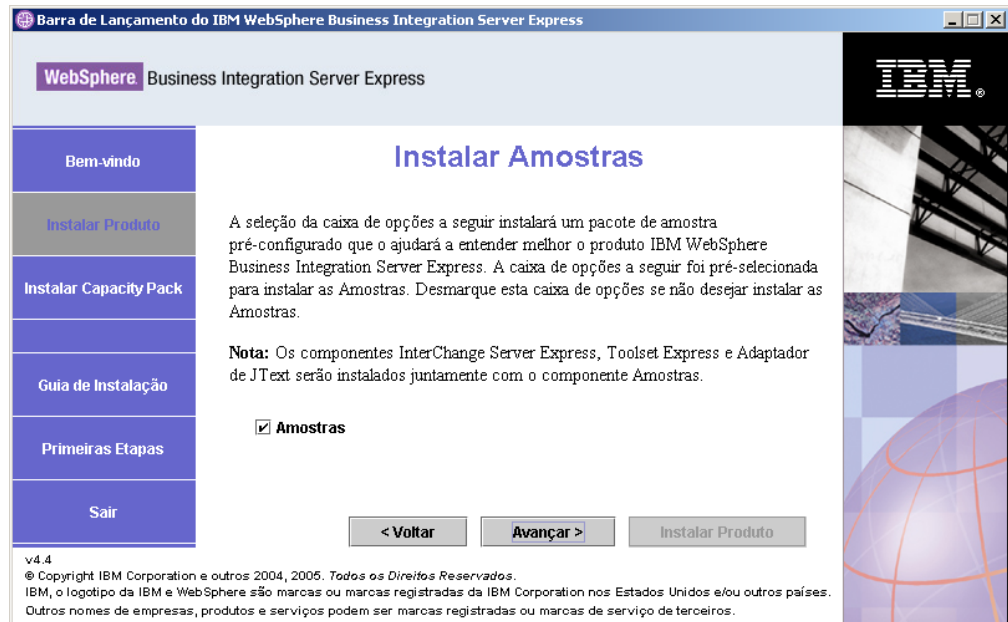 Barra de Lançamento do IBM WebSphere Business Integration Server Express
WebSphere. Business Integration Server Express
IBM®
Bem-vindo
Instalar Produto
Instalar Capacity Pack
Guia de Instalação
Primeiras Etapas
Sair
Instalar Amostras
A seleção da caixa de opções a seguir instalará um pacote de amostra
pré-configurado que o ajudará a entender melhor o produto IBM WebSphere
Business Integration Server Express. A caixa de opções a seguir foi pré-selecionada
para instalar as Amostras. Desmarque esta caixa de opções se não desejar instalar as
Amostras.
Nota: Os componentes InterChange Server Express, Toolset Express e Adaptador
de JText serão instalados juntamente com o componente Amostras.
Amostras
< Voltar
Avançar >
Instalar Produto
v4.4
© Copyright IBM Corporation e outros 2004, 2005. Todos os Direitos Reservados.
IBM, o logotipo da IBM e WebSphere são marcas ou marcas registradas da IBM Corporation nos Estados Unidos e/ou outros países.
Outros nomes de empresas, produtos e serviços podem ser marcas registradas ou marcas de serviço de terceiros.